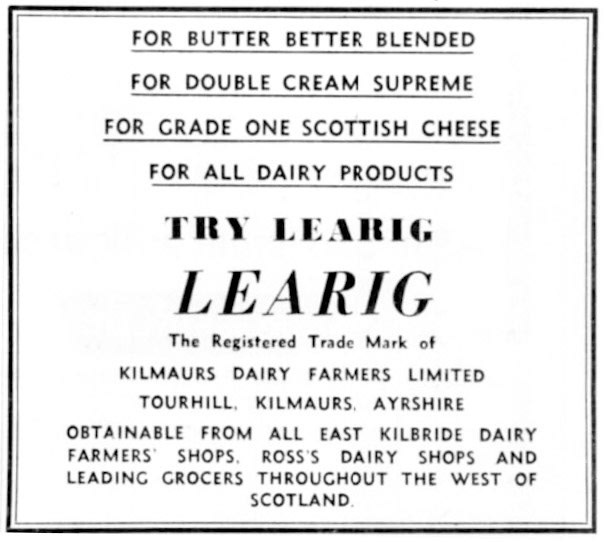 FOR BUTTER BETTER BLENDED
FOR DOUBLE CREAM SUPREME
FOR GRADE ONE SCOTTISH CHEESE
FOR ALL DAIRY PRODUCTS
TRY LEARIG
LEARIG
The Registered Trade Mark of
KILMAURS DAIRY FARMERS LIMITED
TOURHILL, KILMAURS, AYRSHIRE
OBTAINABLE FROM ALL EAST KILBRIDE DAIRY
FARMERS' SHOPS, ROSS'S DAIRY SHOPS AND
LEADING GROCERS THROUGHOUT THE WEST OF
SCOTLAND.